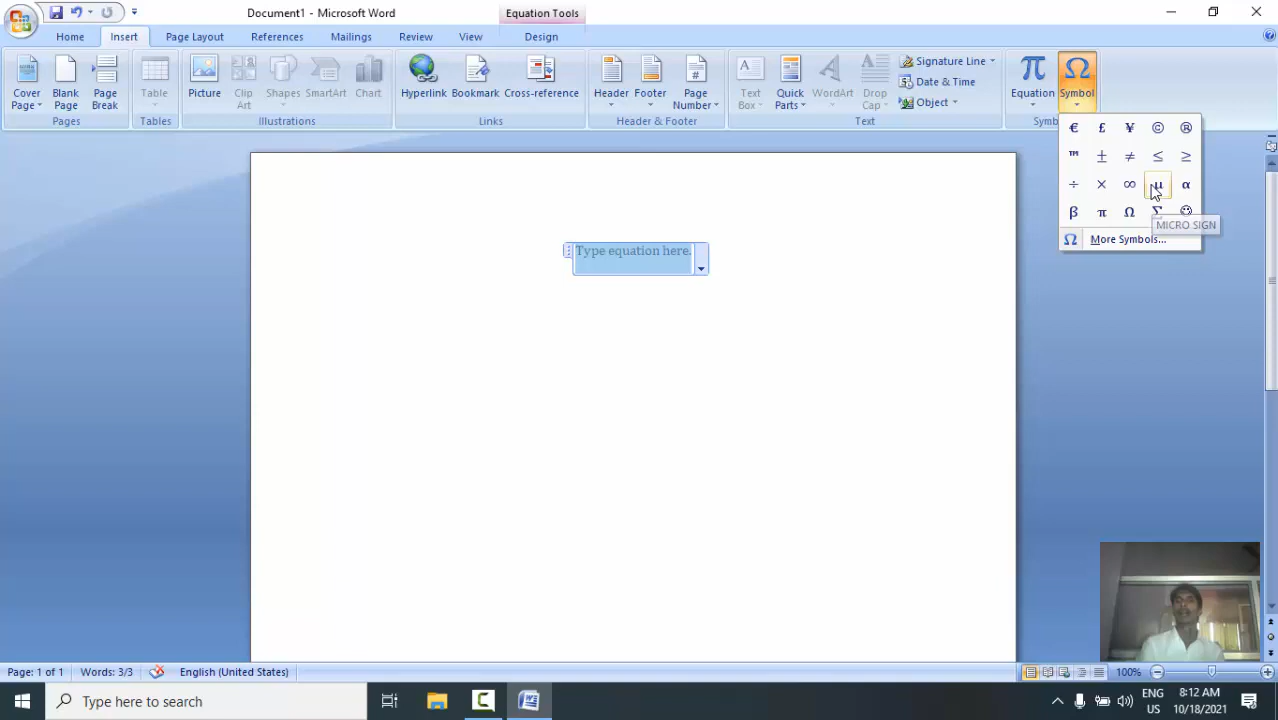 Document1 - Microsoft Word
Equation Tools
Home Insert Page Layout References Mailings Review View Design
Cover Page
Blank Page
Page Break
Table
Picture
Clip Art
Shapes
SmartArt
Chart
Hyperlink
Bookmark
Cross-reference
Header
Footer
Page Number
Text Box
Quick Parts
WordArt
Drop Cap
Signature Line
Date & Time
Object
π
Equation
Ω
Symbol
Pages
Tables
Illustrations
Links
Header & Footer
Text
Symb
€ £ ¥ © ®
™ ± ≠ ≤ ≥
÷ × ∞ µ α
β π Ω Σ ☺
MICRO SIGN
Ω More Symbols...
Type equation here.
Page: 1 of 1 Words: 3/3 English (United States) 100%
Type here to search
ENG
8:12 AM
10/18/2021